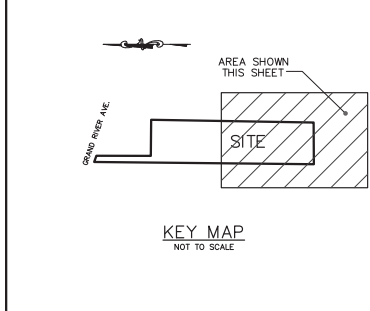 AREA SHOWN
THIS SHEET
GRAND RIVER AVE.
SITE
KEY MAP
NOT TO SCALE